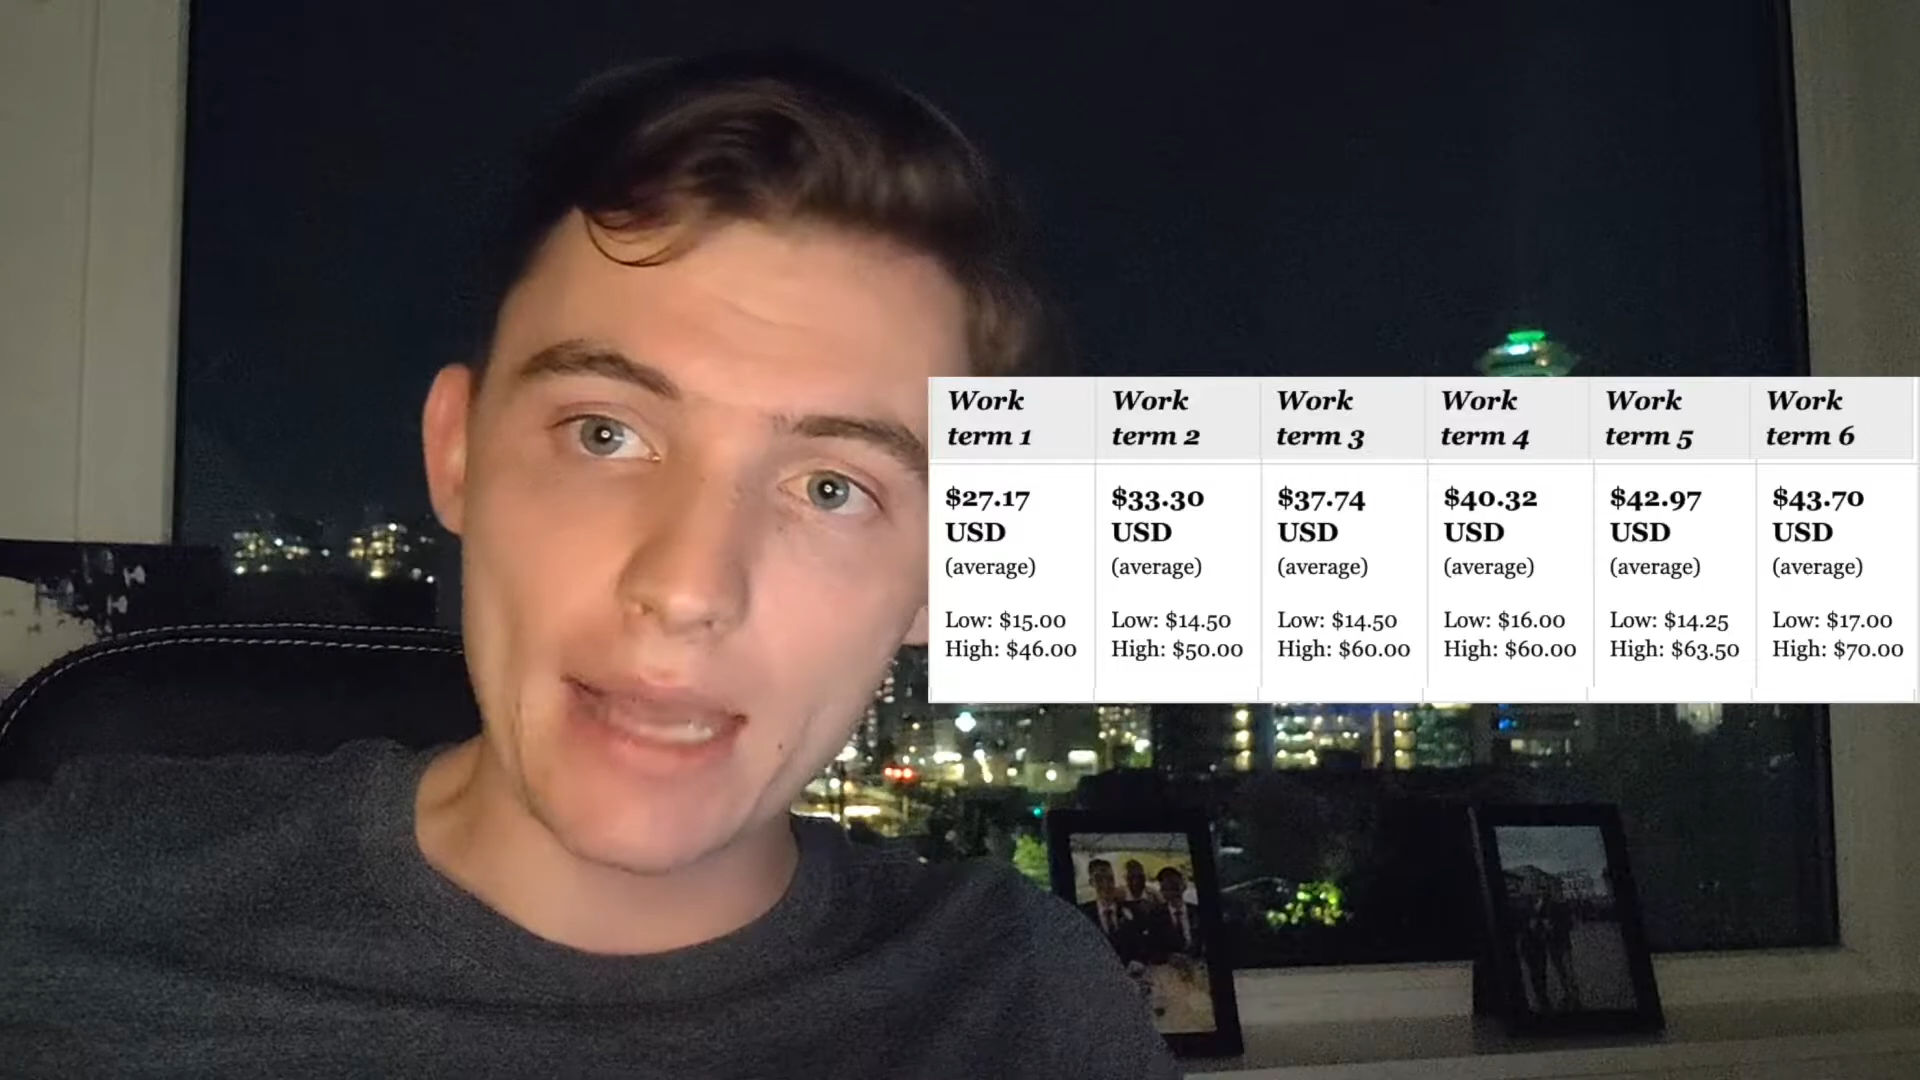 Work term 1
Work term 2
Work term 3
Work term 4
Work term 5
Work term 6
$27.17 USD (average)
$33.30 USD (average)
$37.74 USD (average)
$40.32 USD (average)
$42.97 USD (average)
$43.70 USD (average)
Low: $15.00
High: $46.00
Low: $14.50
High: $50.00
Low: $14.50
High: $60.00
Low: $16.00
High: $60.00
Low: $14.25
High: $63.50
Low: $17.00
High: $70.00